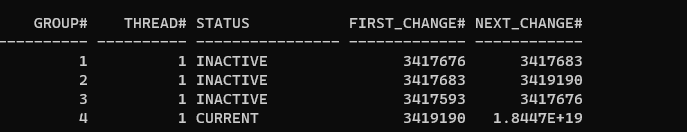 GROUP# THREAD# STATUS FIRST_CHANGE# NEXT_CHANGE#
---------- ---------- ---------------- ------------- ------------
1 1 INACTIVE 3417676 3417683
2 1 INACTIVE 3417683 3419190
3 1 INACTIVE 3417593 3417676
4 1 CURRENT 3419190 1.8447E+19